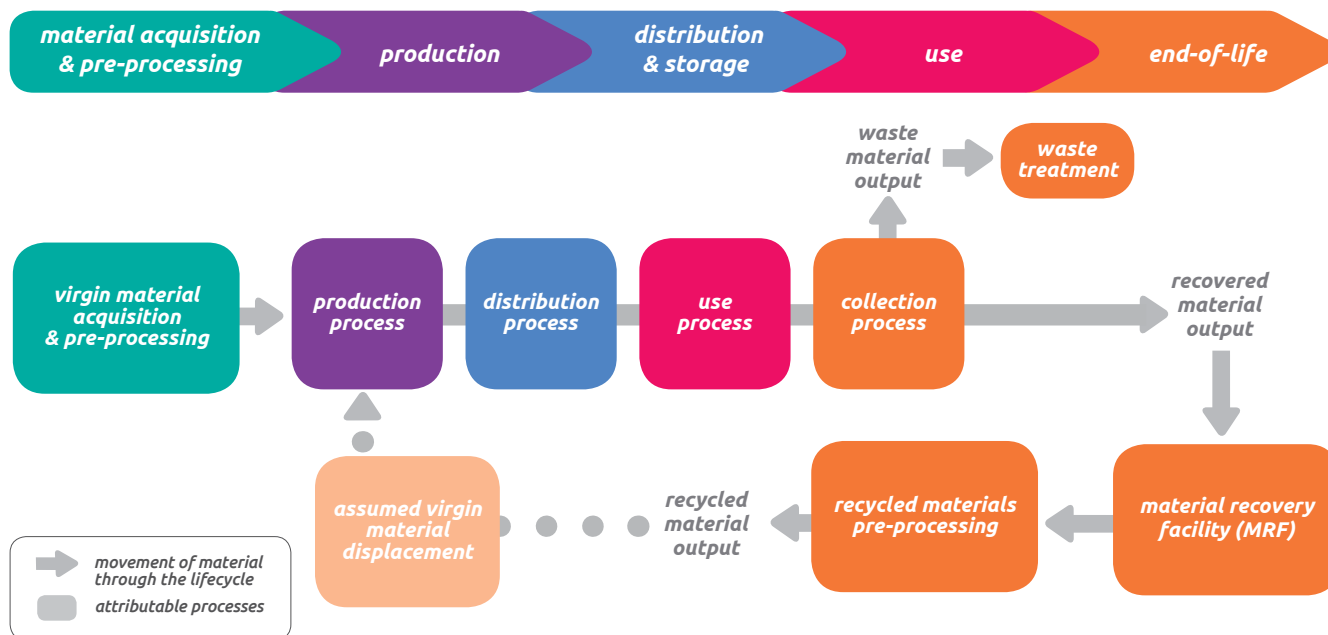 material acquisition
& pre-processing
production
distribution
& storage
use
end-of-life
waste
material
output
waste
treatment
virgin material
acquisition
& pre-processing
production
process
distribution
process
use
process
collection
process
recovered
material
output
assumed virgin
material
displacement
recycled
material
output
recycled materials
pre-processing
material recovery
facility (MRF)
movement of material
through the lifecycle
attributable processes